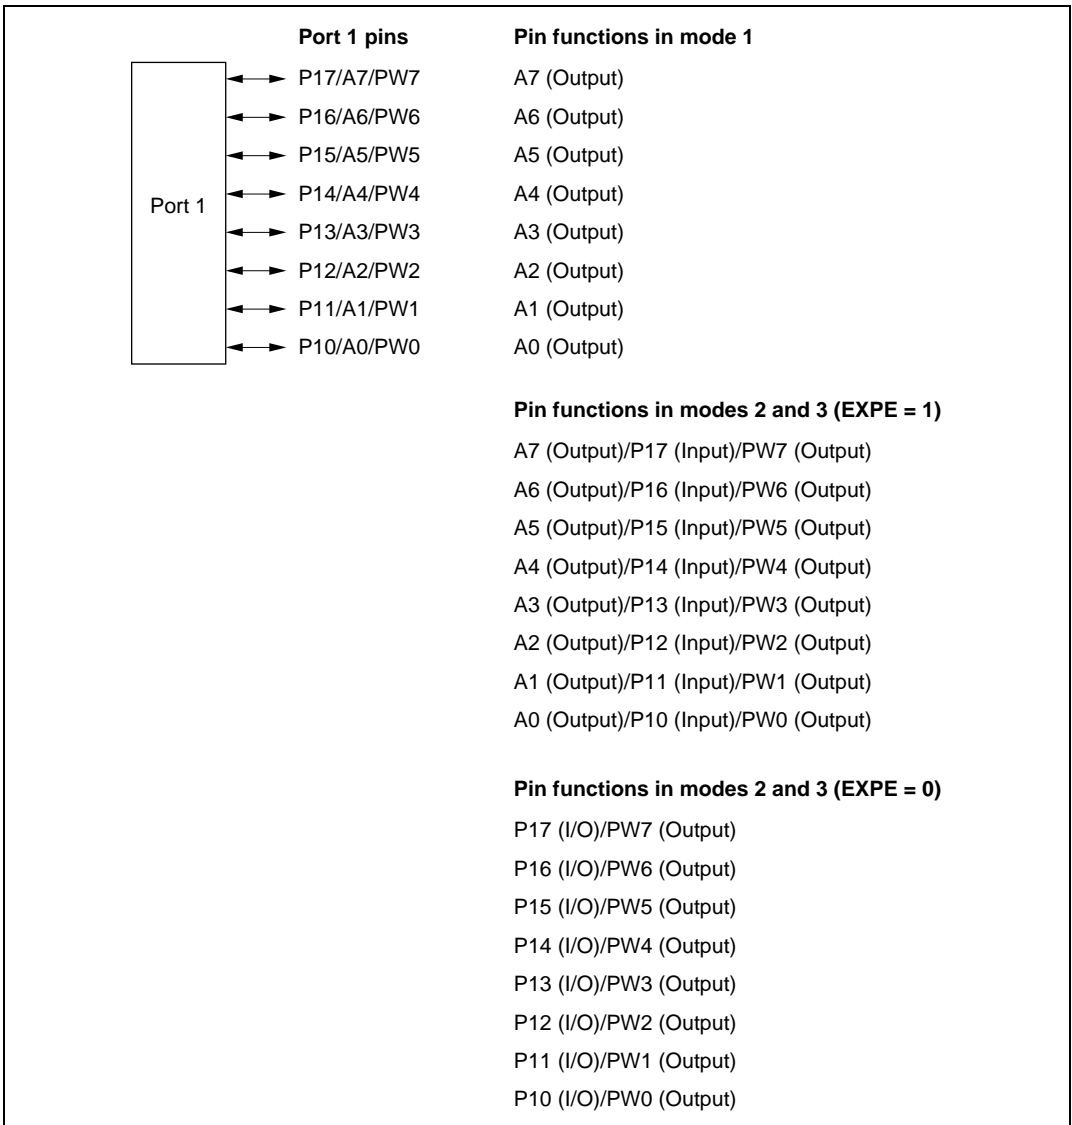 Port 1 pins Pin functions in mode 1
P17/A7/PW7 A7 (Output)
P16/A6/PW6 A6 (Output)
P15/A5/PW5 A5 (Output)
P14/A4/PW4 A4 (Output)
Port 1
P13/A3/PW3 A3 (Output)
P12/A2/PW2 A2 (Output)
P11/A1/PW1 A1 (Output)
P10/A0/PW0 A0 (Output)
Pin functions in modes 2 and 3 (EXPE = 1)
A7 (Output)/P17 (Input)/PW7 (Output)
A6 (Output)/P16 (Input)/PW6 (Output)
A5 (Output)/P15 (Input)/PW5 (Output)
A4 (Output)/P14 (Input)/PW4 (Output)
A3 (Output)/P13 (Input)/PW3 (Output)
A2 (Output)/P12 (Input)/PW2 (Output)
A1 (Output)/P11 (Input)/PW1 (Output)
A0 (Output)/P10 (Input)/PW0 (Output)
Pin functions in modes 2 and 3 (EXPE = 0)
P17 (I/O)/PW7 (Output)
P16 (I/O)/PW6 (Output)
P15 (I/O)/PW5 (Output)
P14 (I/O)/PW4 (Output)
P13 (I/O)/PW3 (Output)
P12 (I/O)/PW2 (Output)
P11 (I/O)/PW1 (Output)
P10 (I/O)/PW0 (Output)